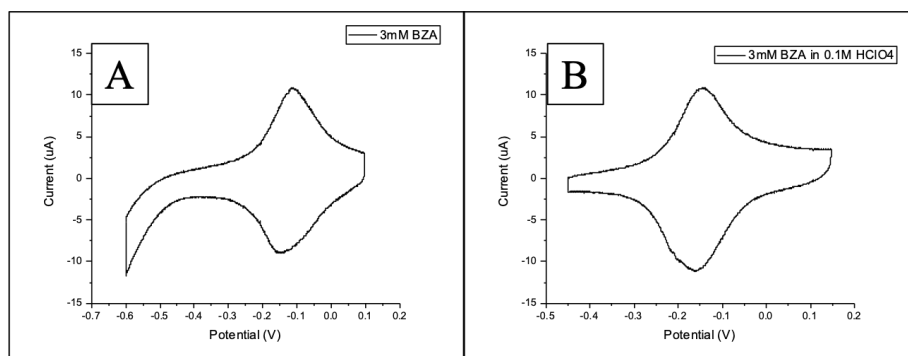 A
3mM BZA
15
10
5
0
-5
-10
-15
Current (uA)
-0.7 -0.6 -0.5 -0.4 -0.3 -0.2 -0.1 0.0 0.1 0.2
Potential (V)
B
3mM BZA in 0.1M HClO4
15
10
5
0
-5
-10
-15
Current (uA)
-0.5 -0.4 -0.3 -0.2 -0.1 0.0 0.1 0.2
Potential (V)